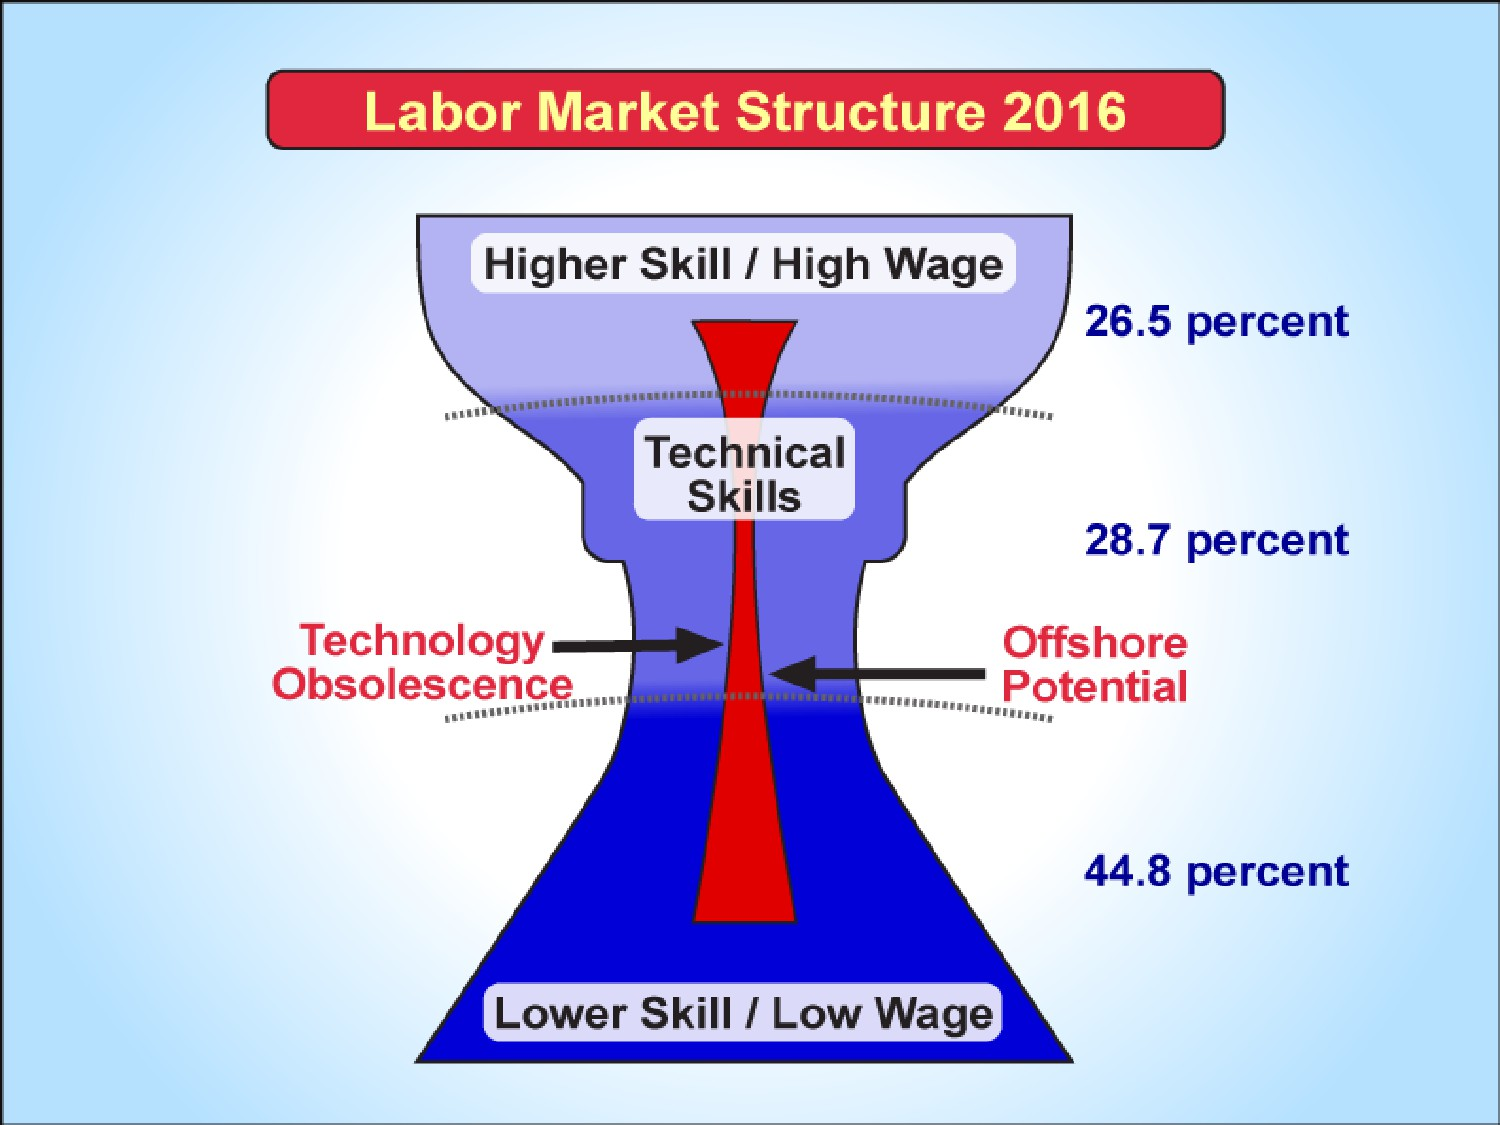 Labor Market Structure 2016
Higher Skill / High Wage
26.5 percent
Technical
Skills
28.7 percent
Technology
Obsolescence
Offshore
Potential
44.8 percent
Lower Skill / Low Wage